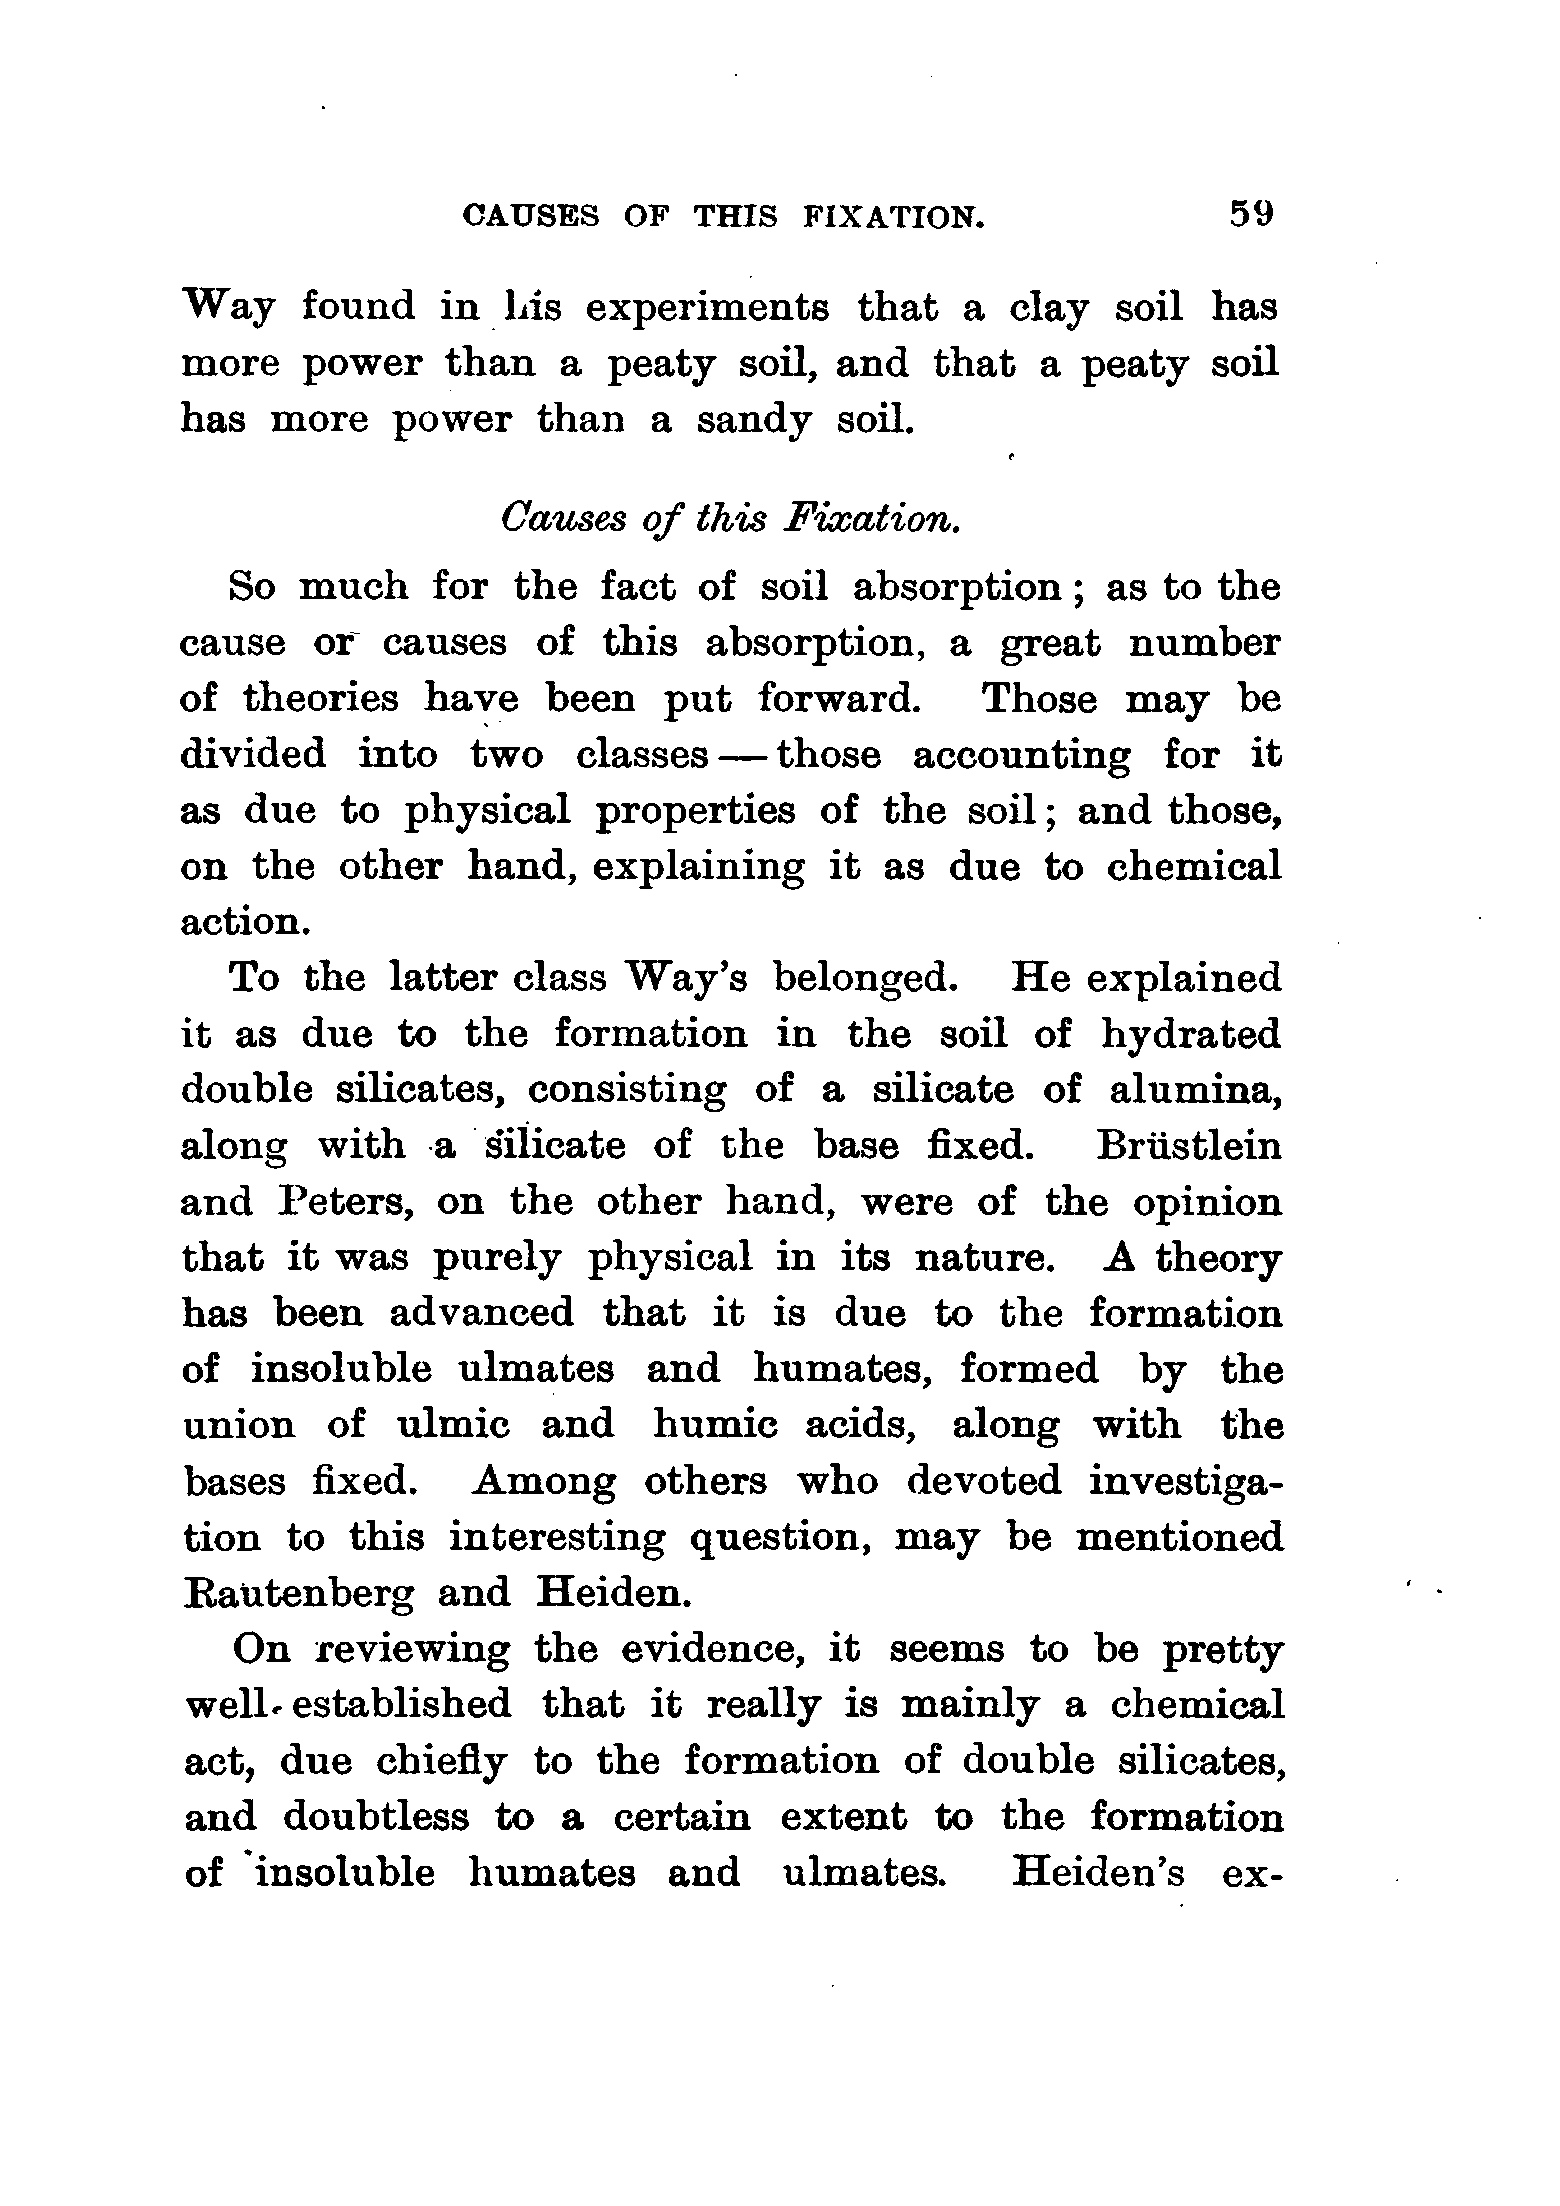 CAUSES OF THIS FIXATION. 59
Way found in his experiments that a clay soil has
more power than a peaty soil, and that a peaty soil
has more power than a sandy soil.
Causes of this Fixation.
So much for the fact of soil absorption; as to the
cause or causes of this absorption, a great number
of theories have been put forward. Those may be
divided into two classes — those accounting for it
as due to physical properties of the soil; and those,
on the other hand, explaining it as due to chemical
action.
To the latter class Way's belonged. He explained
it as due to the formation in the soil of hydrated
double silicates, consisting of a silicate of alumina,
along with a silicate of the base fixed. Brüstlein
and Peters, on the other hand, were of the opinion
that it was purely physical in its nature. A theory
has been advanced that it is due to the formation
of insoluble ulmates and humates, formed by the
union of ulmic and humic acids, along with the
bases fixed. Among others who devoted investiga-
tion to this interesting question, may be mentioned
Rautenberg and Heiden.
On reviewing the evidence, it seems to be pretty
well established that it really is mainly a chemical
act, due chiefly to the formation of double silicates,
and doubtless to a certain extent to the formation
of insoluble humates and ulmates. Heiden's ex-